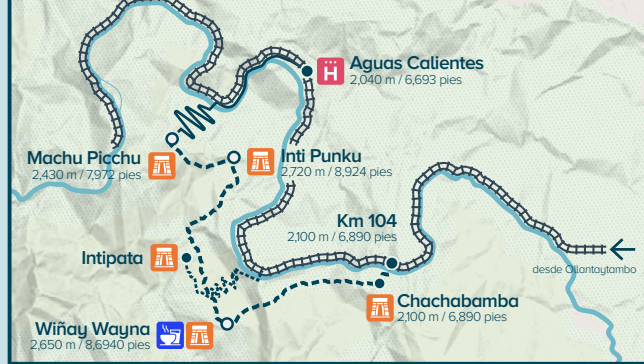 Aguas Calientes
2,040 m / 6,693 pies
Machu Picchu
2,430 m / 7,972 pies
Inti Punku
2,720 m / 8,924 pies
Km 104
2,100 m / 6,890 pies
desde Ollantaytambo
Intipata
Chachabamba
2,100 m / 6,890 pies
Wiñay Wayna
2,650 m / 8,6940 pies
H